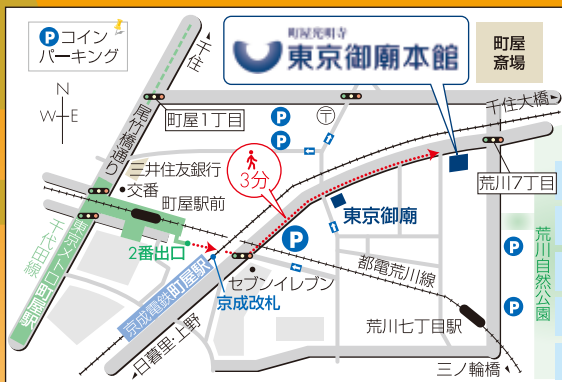 P コイン
パーキング
千住
町屋光明寺
東京御廟本館
町屋
斎場
N
W E
尾竹橋通り
町屋1丁目
P
P
〒
千住大橋
三井住友銀行
交番
町屋駅前
3分
荒川7丁目
東京御廟
千代田線
東京メトロ町屋駅
2番出口
P
京成電鉄町屋駅
セブンイレブン
京成改札
都電荒川線
P
荒川自然公園
日暮里・上野
荒川七丁目駅
P
三ノ輪橋